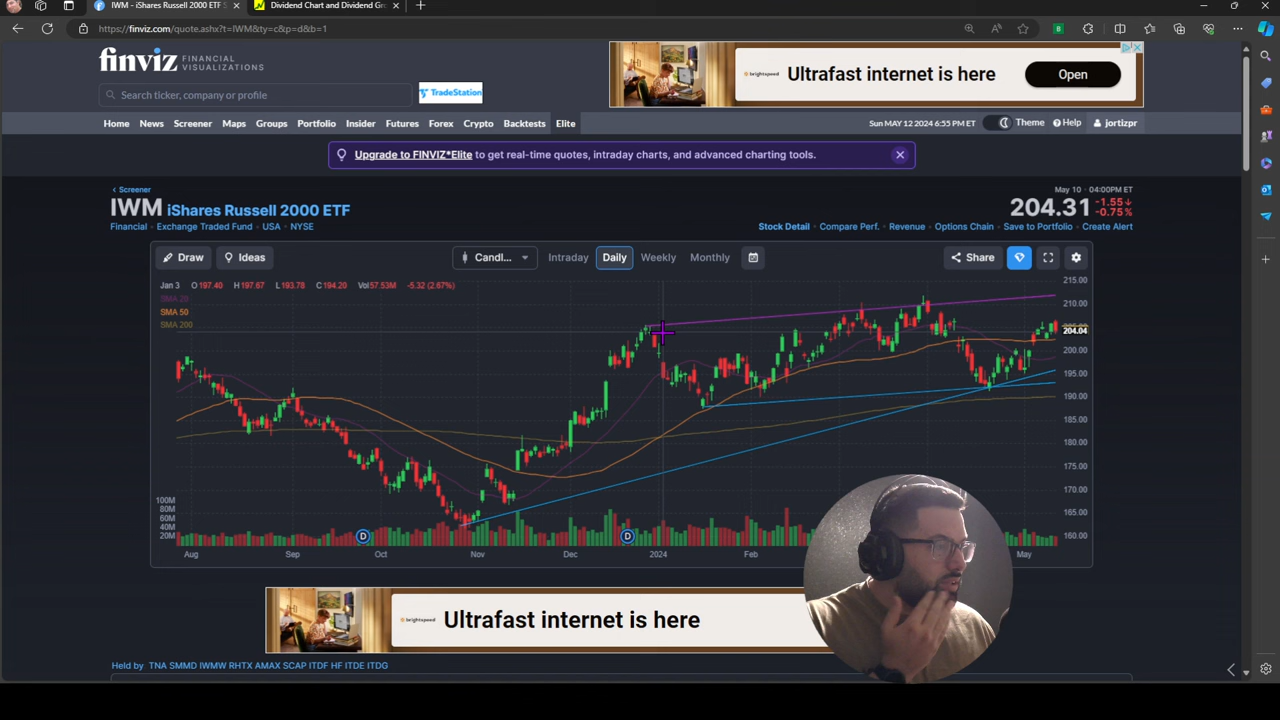 IWM - iShares Russell 2000 ETF S
Dividend Chart and Dividend Gro
https://finviz.com/quote.ashx?t=IWM&ty=c&p=d&b=1
finviz FINANCIAL VISUALIZATIONS
brightspeed Ultrafast internet is here Open
Search ticker, company or profile
TradeStation
Home News Screener Maps Groups Portfolio Insider Futures Forex Crypto Backtests Elite
Sun MAY 12 2024 6:55 PM ET Theme Help jortizpr
Upgrade to FINVIZ*Elite to get real-time quotes, intraday charts, and advanced charting tools.
Screener
May 10 · 04:00PM ET
IWM iShares Russell 2000 ETF
204.31 -1.55
-0.75%
Financial Exchange Traded Fund USA NYSE
Stock Detail Compare Perf. Revenue Options Chain Save to Portfolio Create Alert
Draw Ideas Candl... Intraday Daily Weekly Monthly Share
Jan 3 O 197.40 H 197.67 L 193.78 C 194.20 Vol 57.53M -5.32 (2.67%)
SMA 20
SMA 50
SMA 200
215.00
210.00
204.04
200.00
195.00
190.00
185.00
180.00
175.00
170.00
165.00
160.00
100M
80M
60M
40M
20M
D D
Aug Sep Oct Nov Dec 2024 Feb May
brightspeed Ultrafast internet is here
Held by TNA SMMD IWMW RHTX AMAX SCAP ITDF HF ITDE ITDG